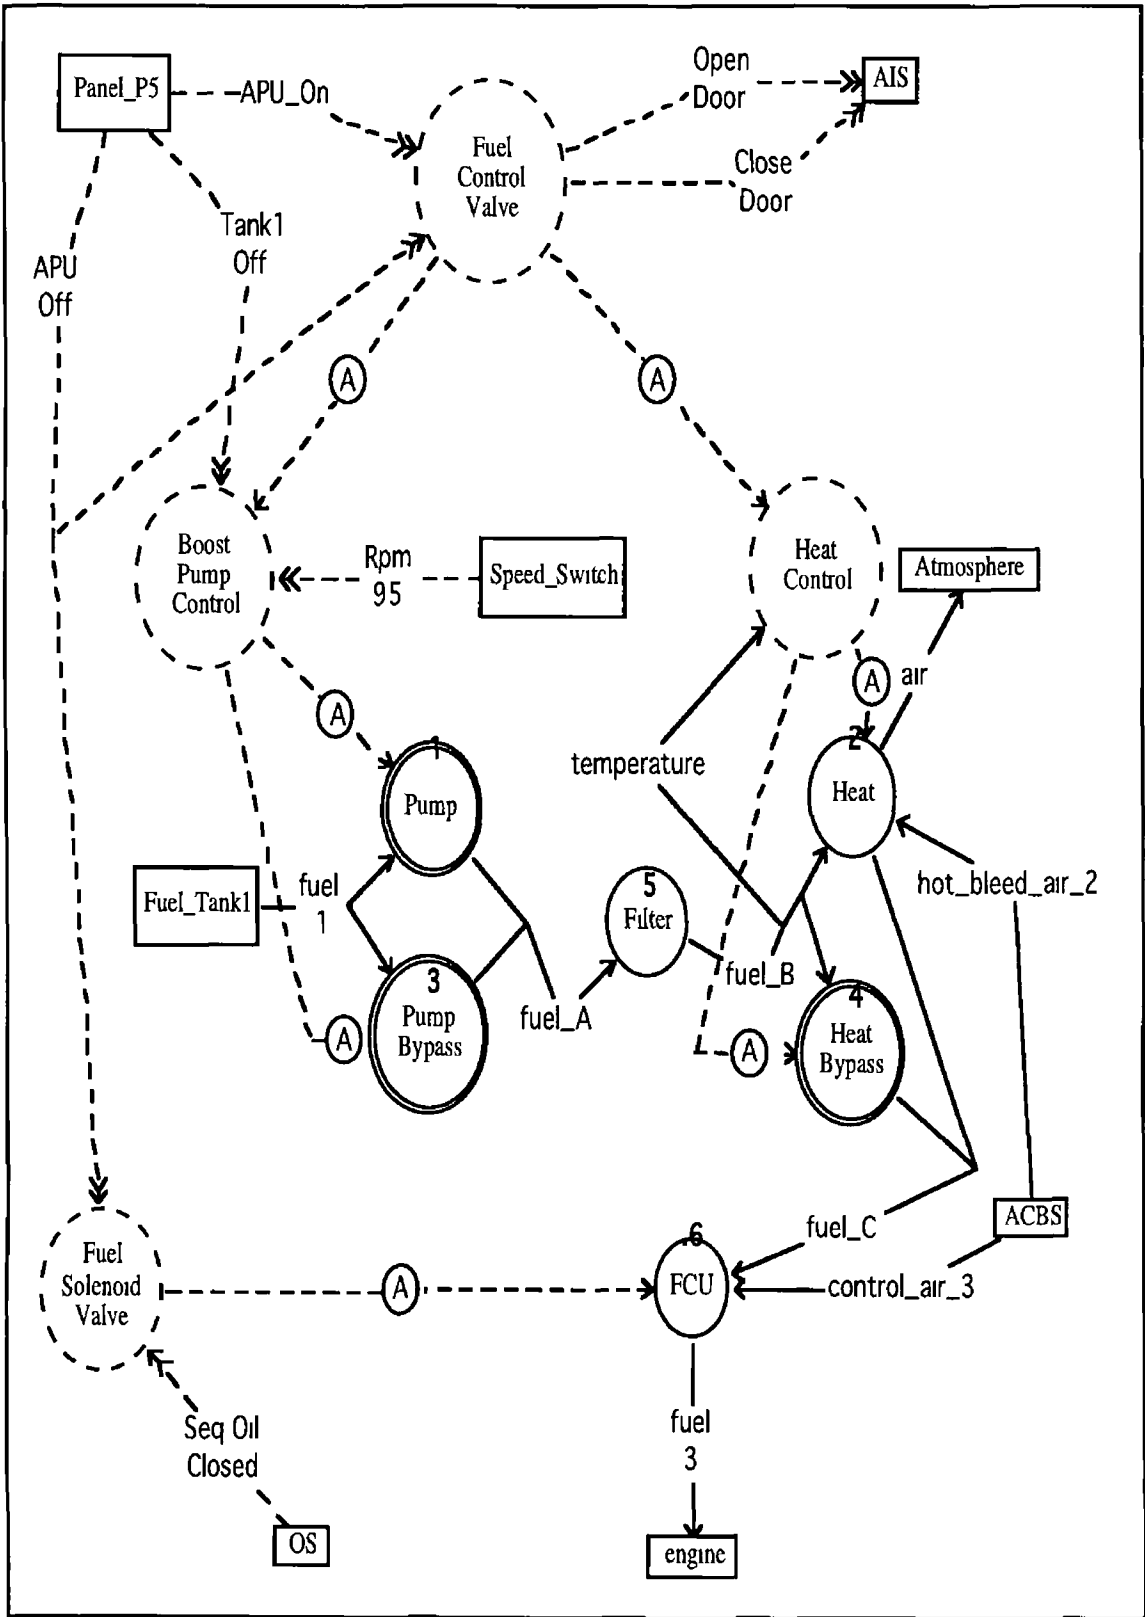 Panel_P5
APU_On
Open
Door
AIS
Fuel
Control
Valve
Close
Door
Tank1
Off
APU
Off
A
A
Boost
Pump
Control
Rpm
95
Speed_Switch
Heat
Control
Atmosphere
A
air
A
1
Pump
temperature
2
Heat
Fuel_Tank1
fuel
1
5
Filter
hot_bleed_air_2
fuel_B
3
Pump
Bypass
A
fuel_A
A
4
Heat
Bypass
ACBS
fuel_C
Fuel
Solenoid
Valve
A
.6
FCU
control_air_3
Seq Oil
Closed
fuel
3
OS
engine